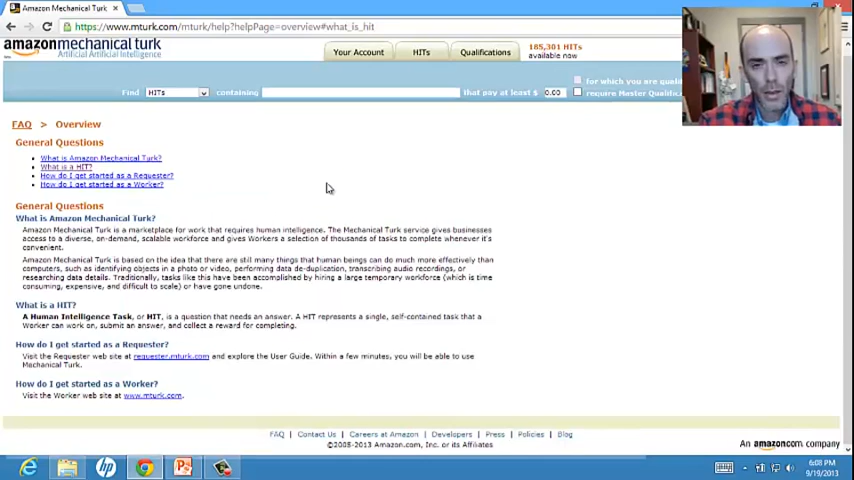 Amazon Mechanical Turk
https://www.mturk.com/mturk/help?helpPage=overview#what_is_hit
amazonmechanical turk
Artificial Artificial Intelligence
Your Account
HITs
Qualifications
185,301 HITs
available now
Find
HITs
containing
that pay at least $
0.00
for which you are quali
require Master Qualifica
FAQ > Overview
General Questions
What is Amazon Mechanical Turk?
What is a HIT?
How do I get started as a Requester?
How do I get started as a Worker?
General Questions
What is Amazon Mechanical Turk?
Amazon Mechanical Turk is a marketplace for work that requires human intelligence. The Mechanical Turk service gives businesses
access to a diverse, on-demand, scalable workforce and gives Workers a selection of thousands of tasks to complete whenever it's
convenient.
Amazon Mechanical Turk is based on the idea that there are still many things that human beings can do much more effectively than
computers, such as identifying objects in a photo or video, performing data de-duplication, transcribing audio recordings, or
researching data details. Traditionally, tasks like this have been accomplished by hiring a large temporary workforce (which is time
consuming, expensive, and difficult to scale) or have gone undone.
What is a HIT?
A Human Intelligence Task, or HIT, is a question that needs an answer. A HIT represents a single, self-contained task that a
Worker can work on, submit an answer, and collect a reward for completing.
How do I get started as a Requester?
Visit the Requester web site at requester.mturk.com and explore the User Guide. Within a few minutes, you will be able to use
Mechanical Turk.
How do I get started as a Worker?
Visit the Worker web site at www.mturk.com.
FAQ | Contact Us | Careers at Amazon | Developers | Press | Policies | Blog
©2005-2013 Amazon.com, Inc. or its Affiliates
An amazoncom company
hp
6:08 PM
9/19/2013